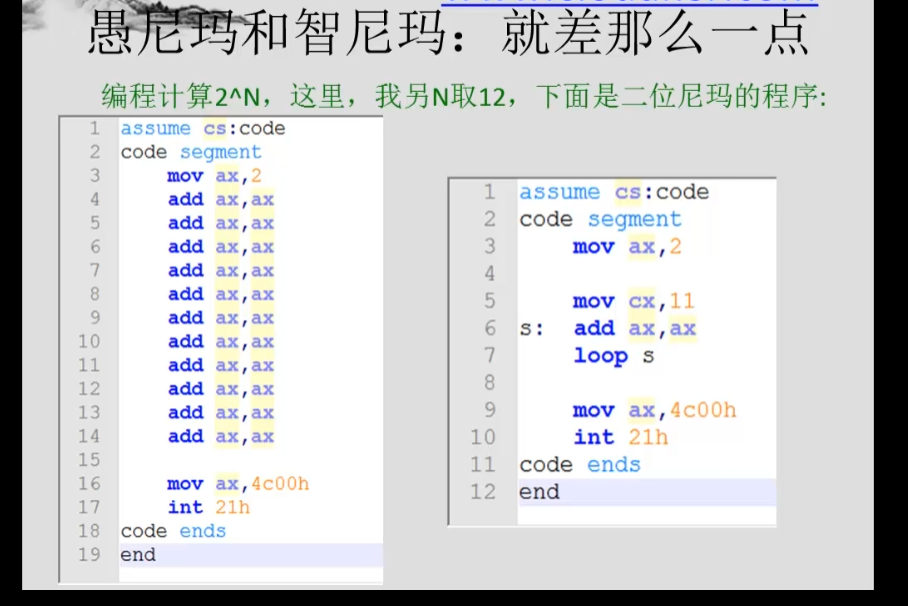 愚尼玛和智尼玛：就差那么一点
编程计算2^N，这里，我另N取12，下面是二位尼玛的程序:
1 assume cs:code
2 code segment
3 mov ax,2
4 add ax,ax
5 add ax,ax
6 add ax,ax
7 add ax,ax
8 add ax,ax
9 add ax,ax
10 add ax,ax
11 add ax,ax
12 add ax,ax
13 add ax,ax
14 add ax,ax
15
16 mov ax,4c00h
17 int 21h
18 code ends
19 end
1 assume cs:code
2 code segment
3 mov ax,2
4
5 mov cx,11
6 s: add ax,ax
7 loop s
8
9 mov ax,4c00h
10 int 21h
11 code ends
12 end